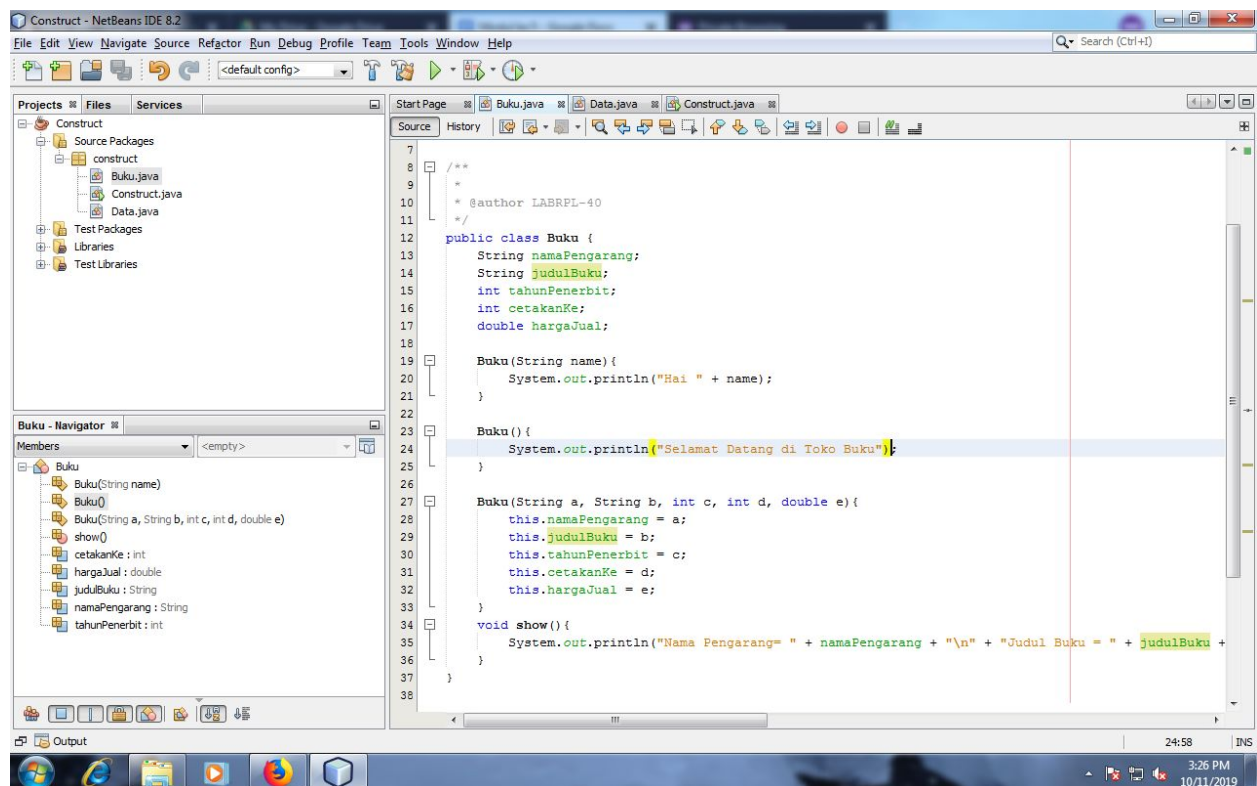 Construct - NetBeans IDE 8.2
File Edit View Navigate Source Refactor Run Debug Profile Team Tools Window Help
Search (Ctrl+I)
<default config>
Projects Files Services
Construct
Source Packages
construct
Buku.java
Construct.java
Data.java
Test Packages
Libraries
Test Libraries
Buku - Navigator
Members <empty>
Buku
Buku(String name)
Buku()
Buku(String a, String b, int c, int d, double e)
show()
cetakanKe : int
hargaJual : double
judulBuku : String
namaPengarang : String
tahunPenerbit : int
Start Page Buku.java Data.java Construct.java
Source History
7
8 /**
9 *
10 * @author LABRPL-40
11 */
12 public class Buku {
13 String namaPengarang;
14 String judulBuku;
15 int tahunPenerbit;
16 int cetakanKe;
17 double hargaJual;
18
19 Buku(String name){
20 System.out.println("Hai " + name);
21 }
22
23 Buku(){
24 System.out.println("Selamat Datang di Toko Buku");
25 }
26
27 Buku(String a, String b, int c, int d, double e){
28 this.namaPengarang = a;
29 this.judulBuku = b;
30 this.tahunPenerbit = c;
31 this.cetakanKe = d;
32 this.hargaJual = e;
33 }
34 void show(){
35 System.out.println("Nama Pengarang= " + namaPengarang + "\n" + "Judul Buku = " + judulBuku +
36 }
37 }
38
Output
24:58 INS
3:26 PM
10/11/2019